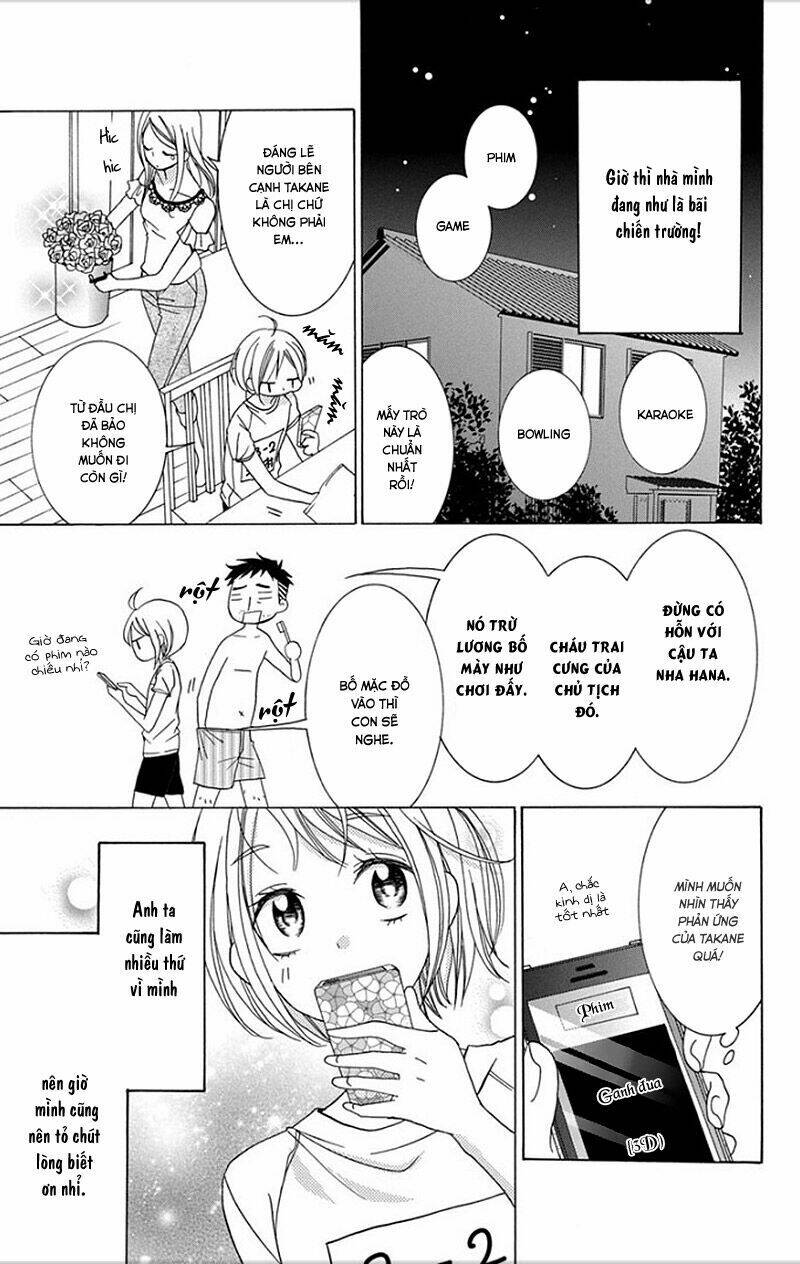 Giờ thì nhà mình
đang như là bãi
chiến trường!
PHIM
GAME
KARAOKE
BOWLING
MẤY TRÒ
NÀY LÀ
CHUẨN
NHẤT
RỒI!
ĐÁNG LẼ
NGƯỜI BÊN
CẠNH TAKANE
LÀ CHỊ CHỨ
KHÔNG PHẢI
EM...
Hic
hic
mắm
mắm
TỪ ĐẦU CHỊ
ĐÃ BẢO
KHÔNG
MUỐN ĐI
CÒN GÌ!
3-2
ĐỪNG CÓ
HỖN VỚI
CẬU TA
NHA HANA.
CHÁU TRAI
CƯNG CỦA
CHỦ TỊCH
ĐÓ.
NÓ TRỪ
LƯƠNG BỐ
MÀY NHƯ
CHƠI ĐẤY.
BỐ MẶC ĐỒ
VÀO THÌ
CON SẼ
NGHE.
rột
rột
Giờ đang
có phim nào
chiếu nhỉ?
MÌNH MUỐN
NHÌN THẤY
PHẢN ỨNG
CỦA TAKANE
QUÁ!
A, chắc
kinh dị là
tốt nhất
Phim
Ganh đua
(3D)
Anh ta
cũng làm
nhiều thứ
vì mình
nên giờ
mình cũng
nên tỏ chút
lòng biết
ơn nhỉ.
3-2